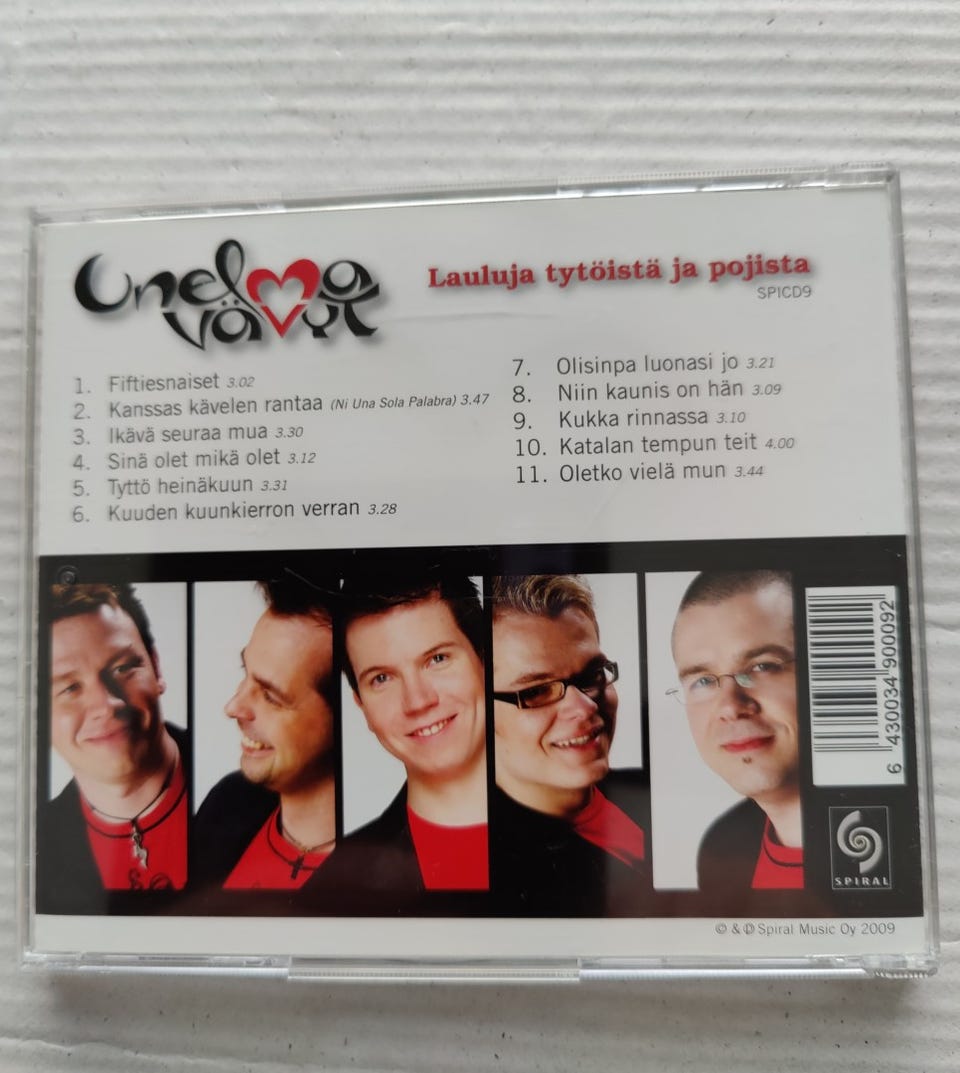 Unelma
vävyt
Lauluja tytöistä ja pojista
SPICD9
1. Fiftiesnaiset 3.02
2. Kanssas kävelen rantaa (Ni Una Sola Palabra) 3.47
3. Ikävä seuraa mua 3.30
4. Sinä olet mikä olet 3.12
5. Tyttö heinäkuun 3.31
6. Kuuden kuunkierron verran 3.28
7. Olisinpa luonasi jo 3.21
8. Niin kaunis on hän 3.09
9. Kukka rinnassa 3.10
10. Katalan tempun teit 4.00
11. Oletko vielä mun 3.44
6 430034 900092
SPIRAL
© & ℗ Spiral Music Oy 2009